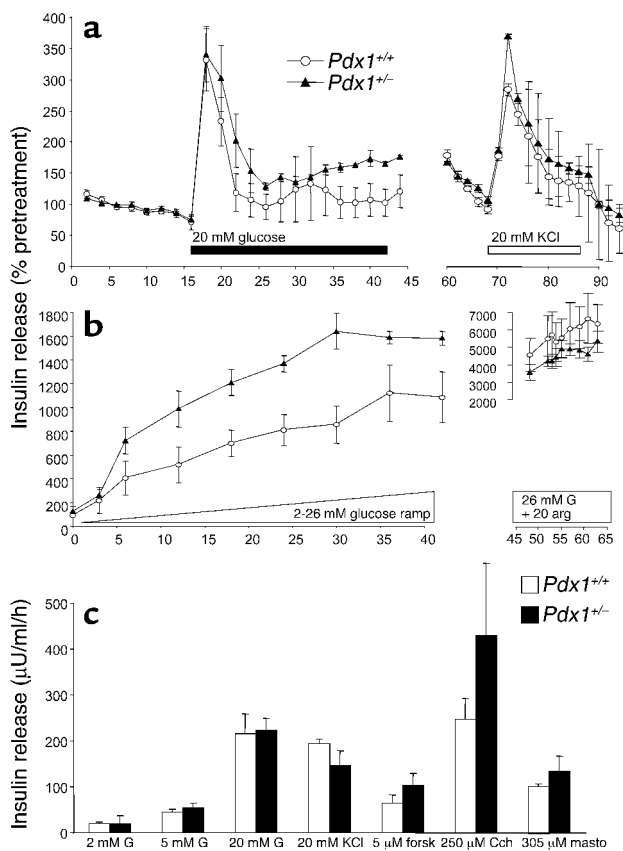 a
Pdx1+/+
Pdx1+/−
400
350
300
250
200
150
100
50
0
20 mM glucose
20 mM KCl
0 5 10 15 20 25 30 35 40 45
60 70 80 90
Insulin release (% pretreatment)
b
1800
1600
1400
1200
1000
800
600
400
200
0
7000
6000
5000
4000
3000
2000
2-26 mM glucose ramp
26 mM G
+ 20 arg
0 5 10 15 20 25 30 35 40
45 50 55 60 65
c
Pdx1+/+
Pdx1+/−
Insulin release (μU/ml/h)
500
400
300
200
100
0
2 mM G 5 mM G 20 mM G 20 mM KCl 5 μM forsk 250 μM Cch 305 μM masto